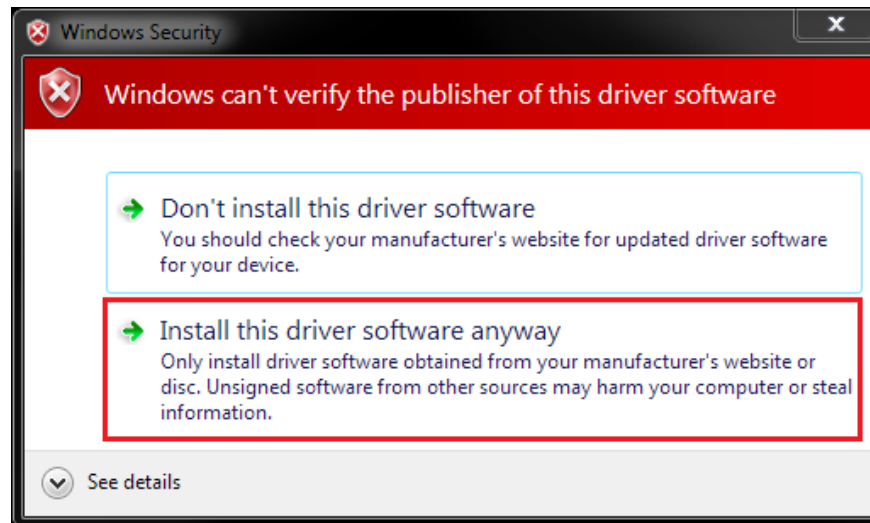 Windows Security
Windows can't verify the publisher of this driver software
Don't install this driver software
You should check your manufacturer's website for updated driver software
for your device.
Install this driver software anyway
Only install driver software obtained from your manufacturer's website or
disc. Unsigned software from other sources may harm your computer or steal
information.
See details